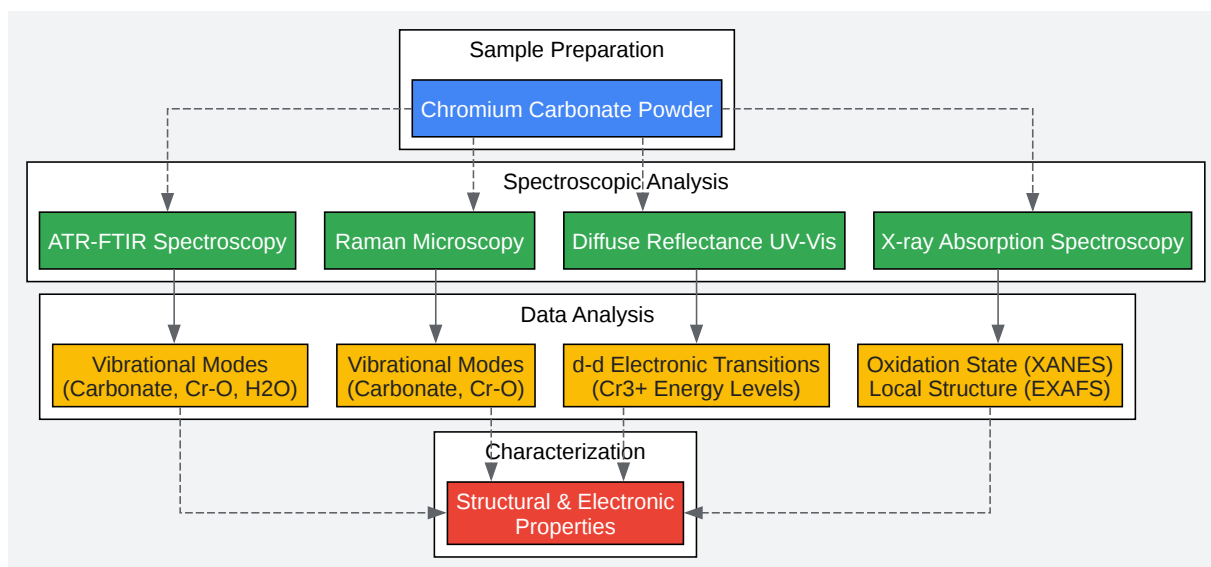 Sample Preparation
Chromium Carbonate Powder
Spectroscopic Analysis
ATR-FTIR Spectroscopy
Raman Microscopy
Diffuse Reflectance UV-Vis
X-ray Absorption Spectroscopy
Data Analysis
Vibrational Modes
(Carbonate, Cr-O, H2O)
Vibrational Modes
(Carbonate, Cr-O)
d-d Electronic Transitions
(Cr3+ Energy Levels)
Oxidation State (XANES)
Local Structure (EXAFS)
Characterization
Structural & Electronic
Properties